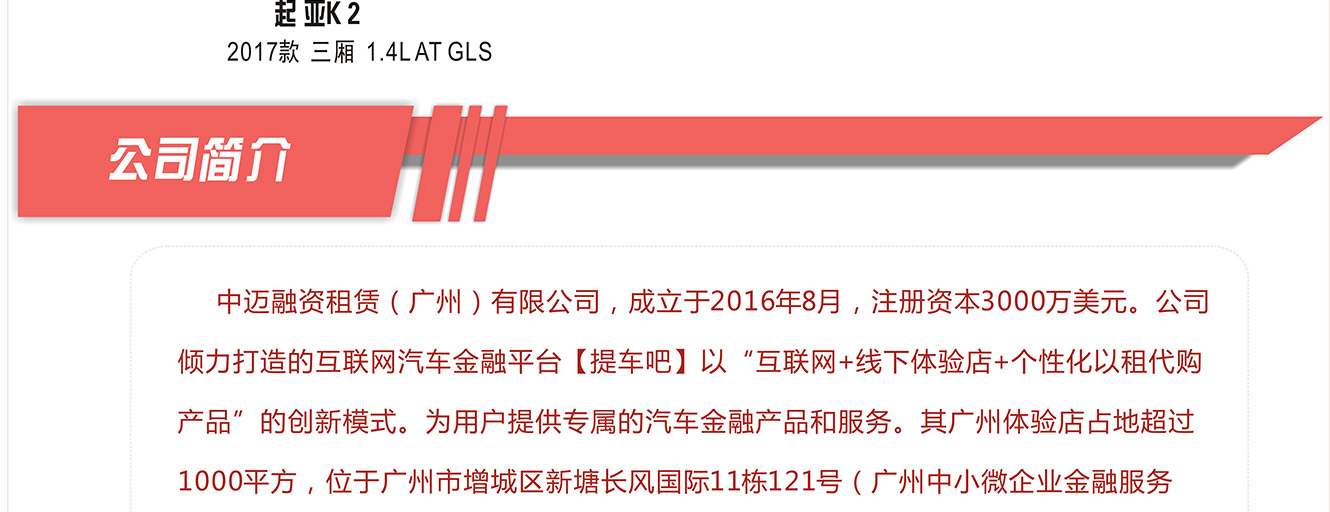 起亚K2
2017款 三厢 1.4L AT GLS
公司简介
中迈融资租赁（广州）有限公司，成立于2016年8月，注册资本3000万美元。公司
倾力打造的互联网汽车金融平台【提车吧】以“互联网+线下体验店+个性化以租代购
产品”的创新模式。为用户提供专属的汽车金融产品和服务。其广州体验店占地超过
1000平方，位于广州市增城区新塘长风国际11栋121号（广州中小微企业金融服务